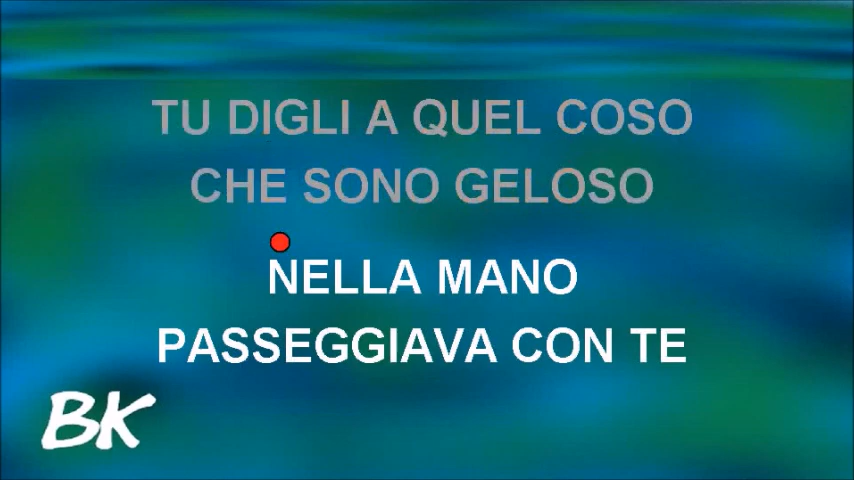 TU DIGLI A QUEL COSO
CHE SONO GELOSO
NELLA MANO
PASSEGGIAVA CON TE
BK